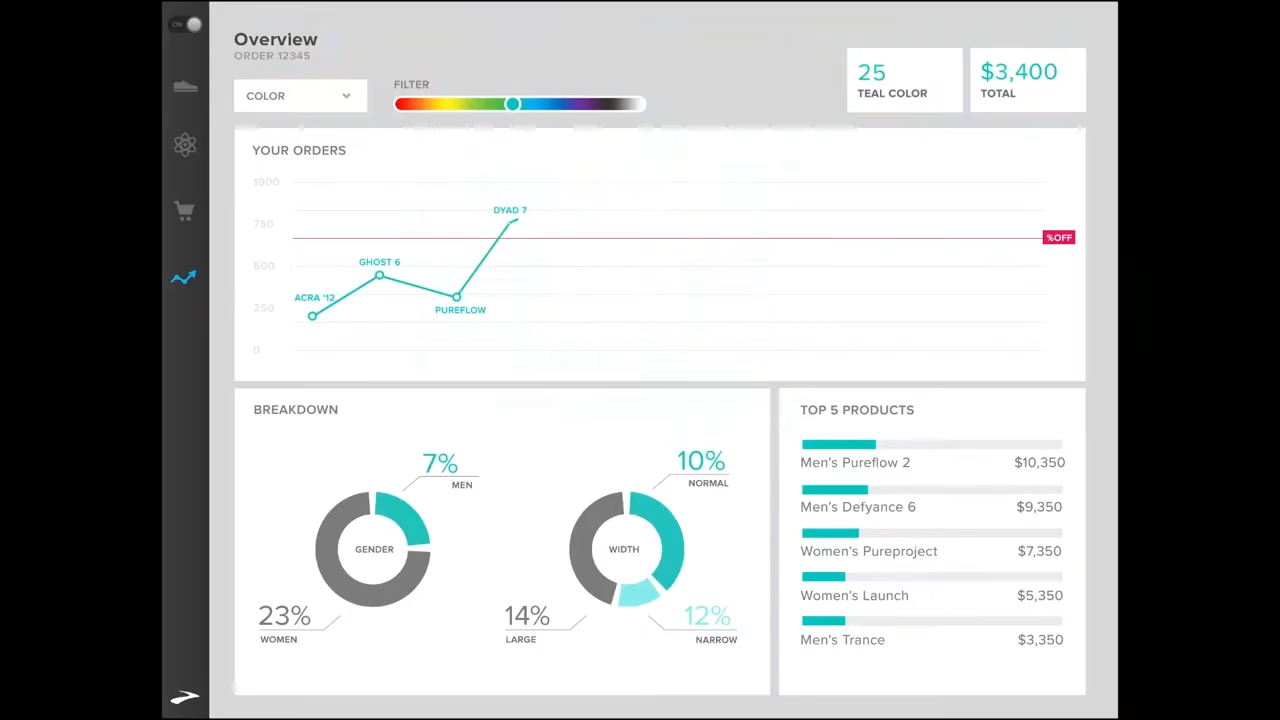 ON
Overview
ORDER 12345
COLOR
FILTER
25
TEAL COLOR
$3,400
TOTAL
YOUR ORDERS
1000
750
500
250
0
ACRA '12
GHOST 6
PUREFLOW
DYAD 7
%OFF
BREAKDOWN
7%
MEN
GENDER
23%
WOMEN
10%
NORMAL
WIDTH
14%
LARGE
12%
NARROW
TOP 5 PRODUCTS
Men's Pureflow 2 $10,350
Men's Defyance 6 $9,350
Women's Pureproject $7,350
Women's Launch $5,350
Men's Trance $3,350